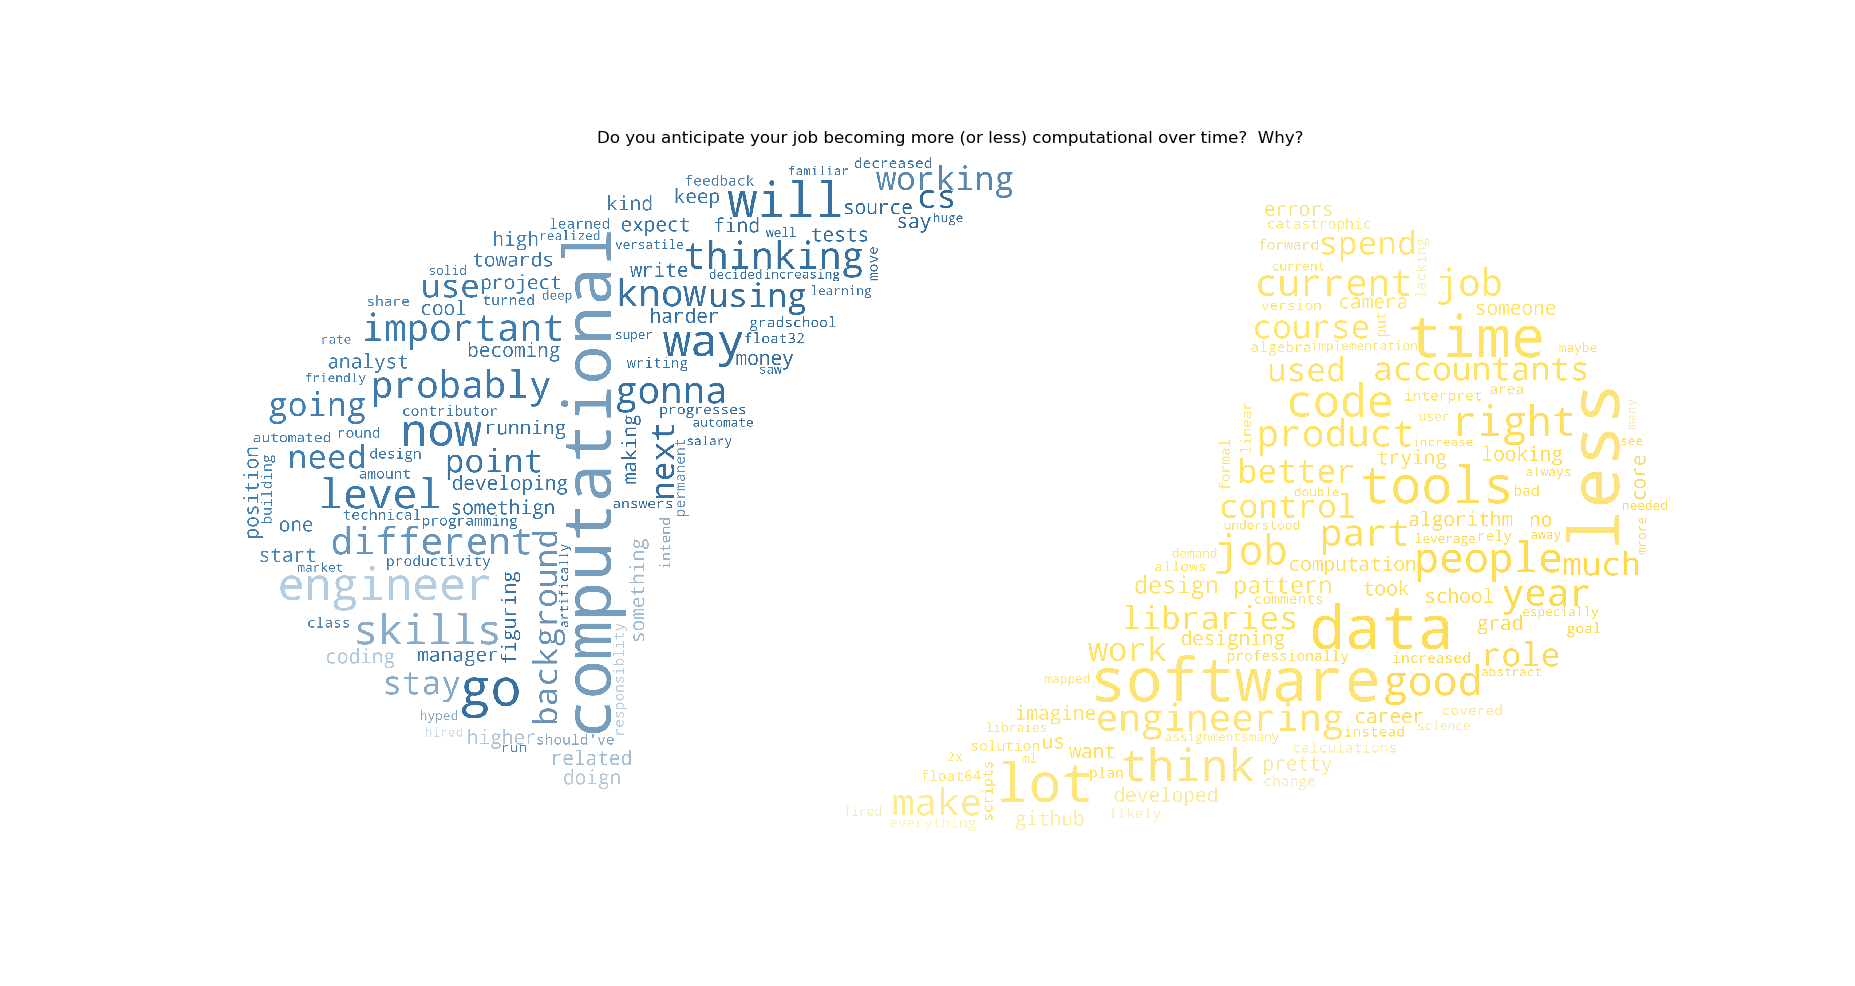 Do you anticipate your job becoming more (or less) computational over time?  Why?
decreased
familiar
feedback
working
keep
will
cs
kind
source
say
huge
learned
expect
find
well
tests
high
realized
versatile
thinking
move
towards
solid
write
decided
increasing
use
project
know
using
learning
share
cool
turned
deep
harder
gradschool
important
super
way
float32
rate
becoming
writing
money
saw
analyst
friendly
probably
gonna
going
contributor
progresses
automate
automated
round
now
running
making
next
salary
permanent
position
building
need
design
point
amount
developing
level
somethign
answers
technical
programming
one
different
intend
start
market
productivity
background
artificially
computational
something
engineer
class
skills
figuring
coding
manager
responsiblity
stay
go
hyped
hired
higher
run
should've
related
doign
errors
catastrophic
forward
spend
lacking
current
current
job
version
camera
put
someone
course
time
algebra
implementation
maybe
used
accountants
code
interpret
area
less
many
linear
user
right
product
increase
see
formal
trying
looking
better
always
core
double
tools
bad
control
needed
understood
part
algorithm
no
leverage
rely
away
mrore
demand
job
allows
computation
people
much
design pattern
took
school
year
comments
libraries
data
especially
grad
goal
designing
work
professionally
increased
role
abstract
mapped
software
good
imagine
engineering
career
covered
libraies
assignmentsmany
instead
science
solution
us
want
calculations
2x
ml
think
pretty
float64
scripts
lot
plan
change
make
developed
fired
everything
github
likely